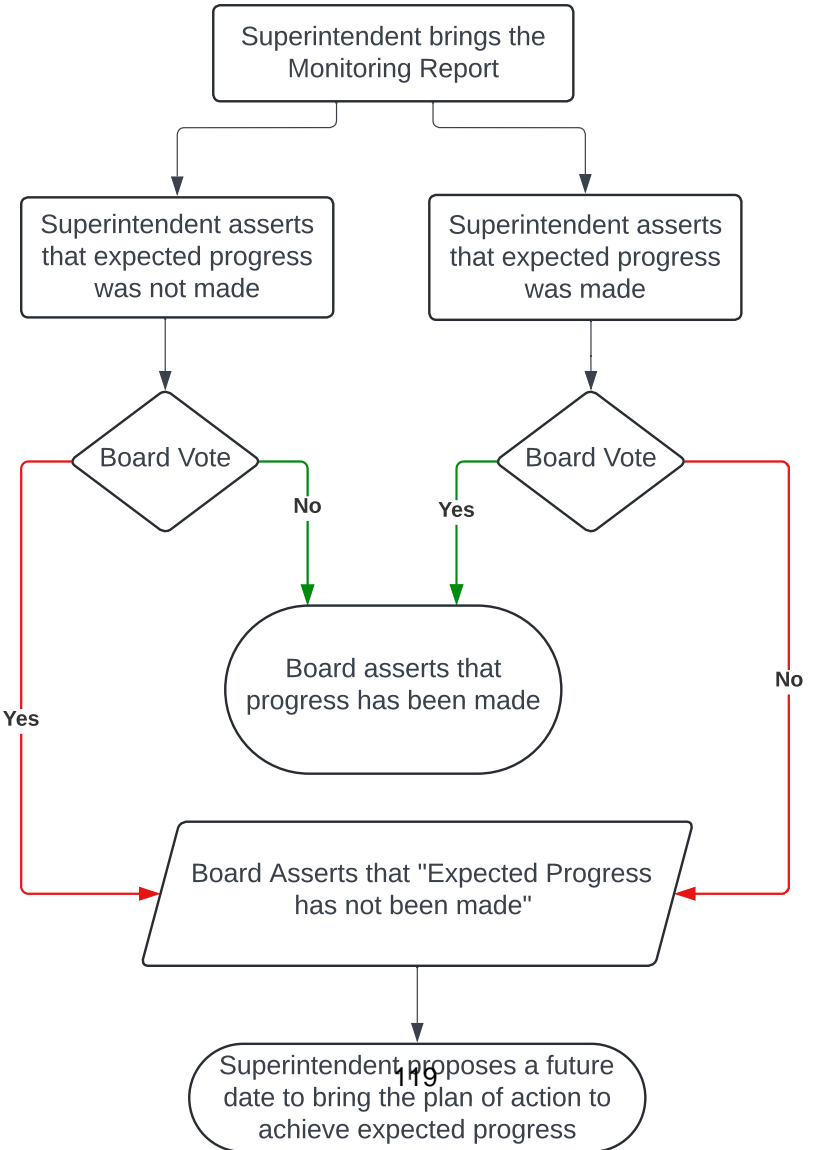 Superintendent brings the
Monitoring Report
Superintendent asserts
that expected progress
was not made
Superintendent asserts
that expected progress
was made
Board Vote
Board Vote
No
Yes
Board asserts that
progress has been made
No
Yes
Board Asserts that "Expected Progress
has not been made"
Superintendent proposes a future
119
date to bring the plan of action to
achieve expected progress